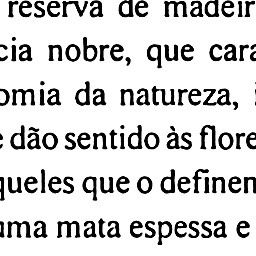 reserva de madeir
cia nobre, que cara
omia da natureza, i
e dão sentido às flore
queles que o definem
uma mata espessa e